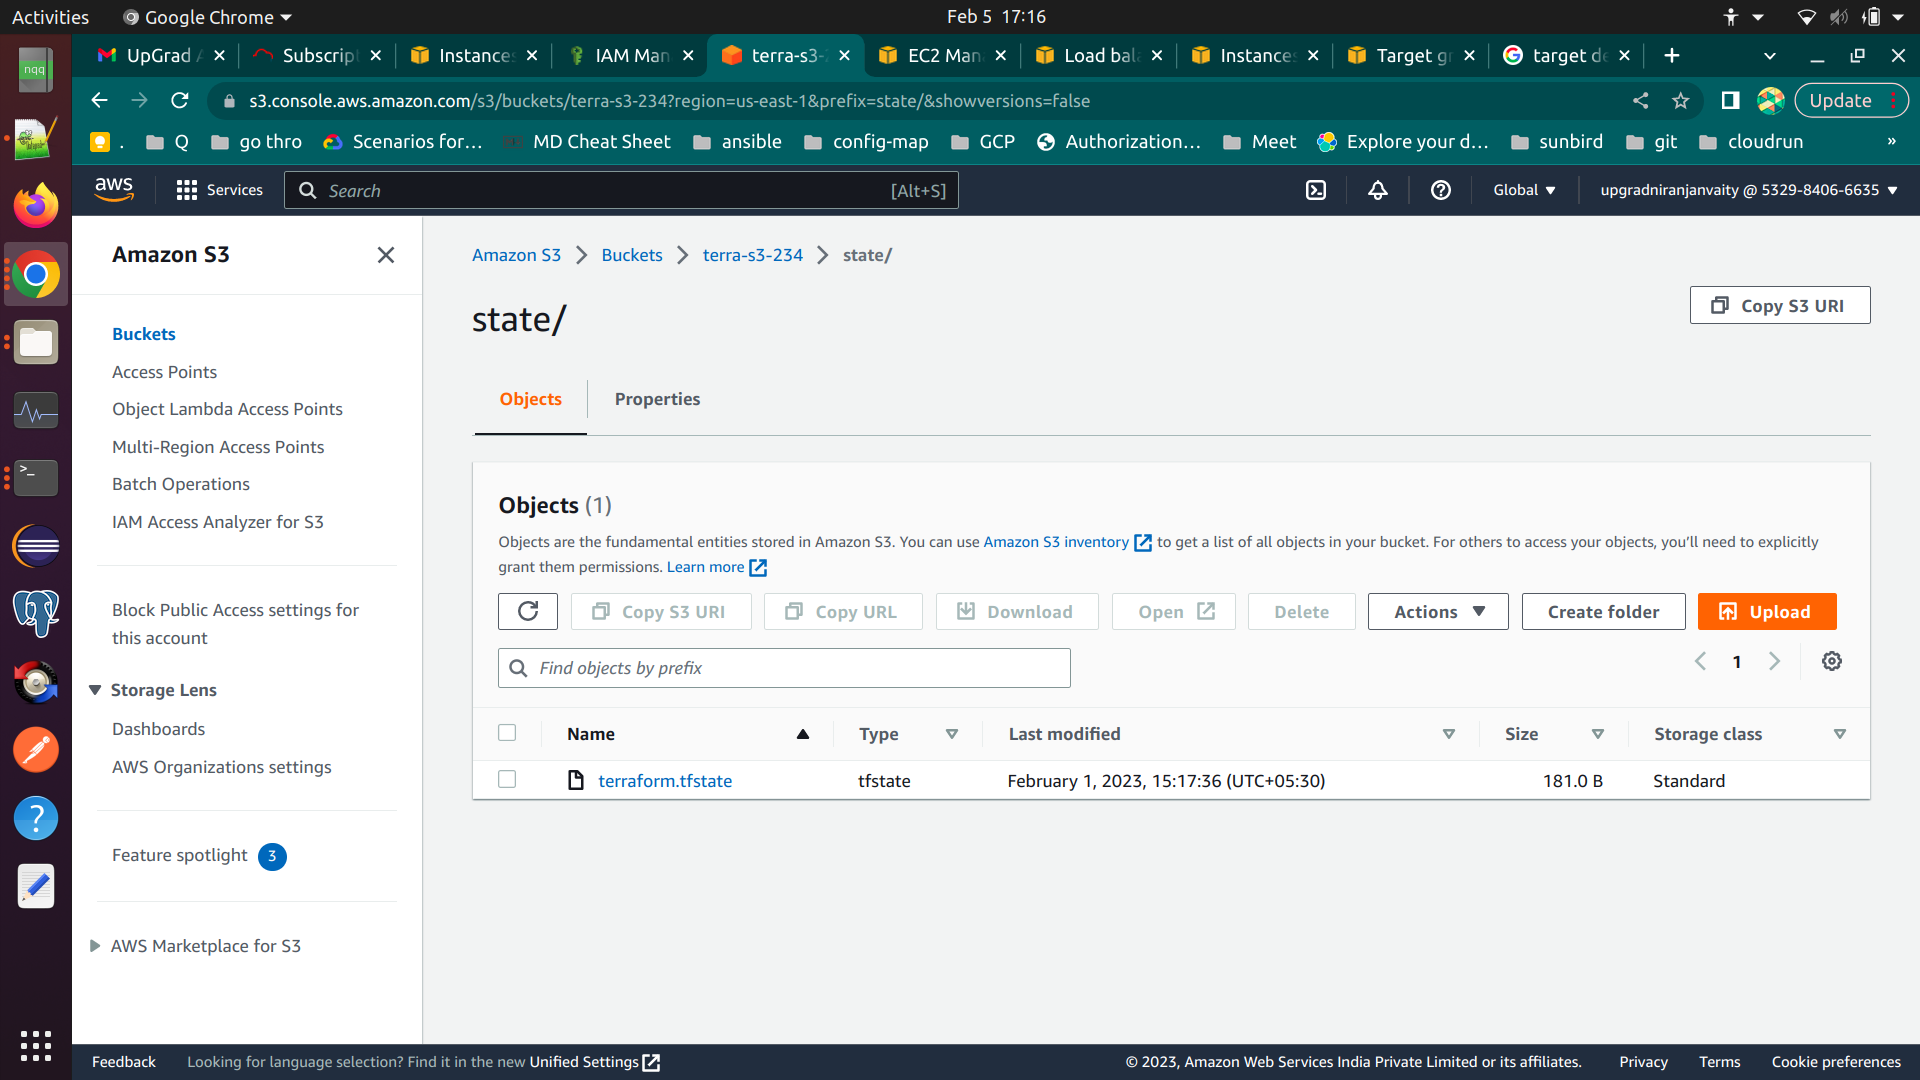 Activities
Google Chrome
Feb 5 17:16
UpGrad
Subscrip
Instances
IAM Man
terra-s3-
EC2 Man
Load bal
Instances
Target g
target de
s3.console.aws.amazon.com/s3/buckets/terra-s3-234?region=us-east-1&prefix=state/&showversions=false
Update
.
Q
go thro
Scenarios for...
MD Cheat Sheet
ansible
config-map
GCP
Authorization...
Meet
Explore your d...
sunbird
git
cloudrun
»
aws
Services
Search
[Alt+S]
Global
upgradniranjanvaity @ 5329-8406-6635
nqq
Amazon S3
Buckets
Access Points
Object Lambda Access Points
Multi-Region Access Points
Batch Operations
IAM Access Analyzer for S3
Block Public Access settings for
this account
Storage Lens
Dashboards
AWS Organizations settings
Feature spotlight 3
AWS Marketplace for S3
Amazon S3
Buckets
terra-s3-234
state/
state/
Copy S3 URI
Objects
Properties
Objects (1)
Objects are the fundamental entities stored in Amazon S3. You can use Amazon S3 inventory to get a list of all objects in your bucket. For others to access your objects, you'll need to explicitly
grant them permissions. Learn more
Copy S3 URI
Copy URL
Download
Open
Delete
Actions
Create folder
Upload
Find objects by prefix
1
Name
Type
Last modified
Size
Storage class
terraform.tfstate
tfstate
February 1, 2023, 15:17:36 (UTC+05:30)
181.0 B
Standard
Feedback
Looking for language selection? Find it in the new Unified Settings
© 2023, Amazon Web Services India Private Limited or its affiliates.
Privacy
Terms
Cookie preferences